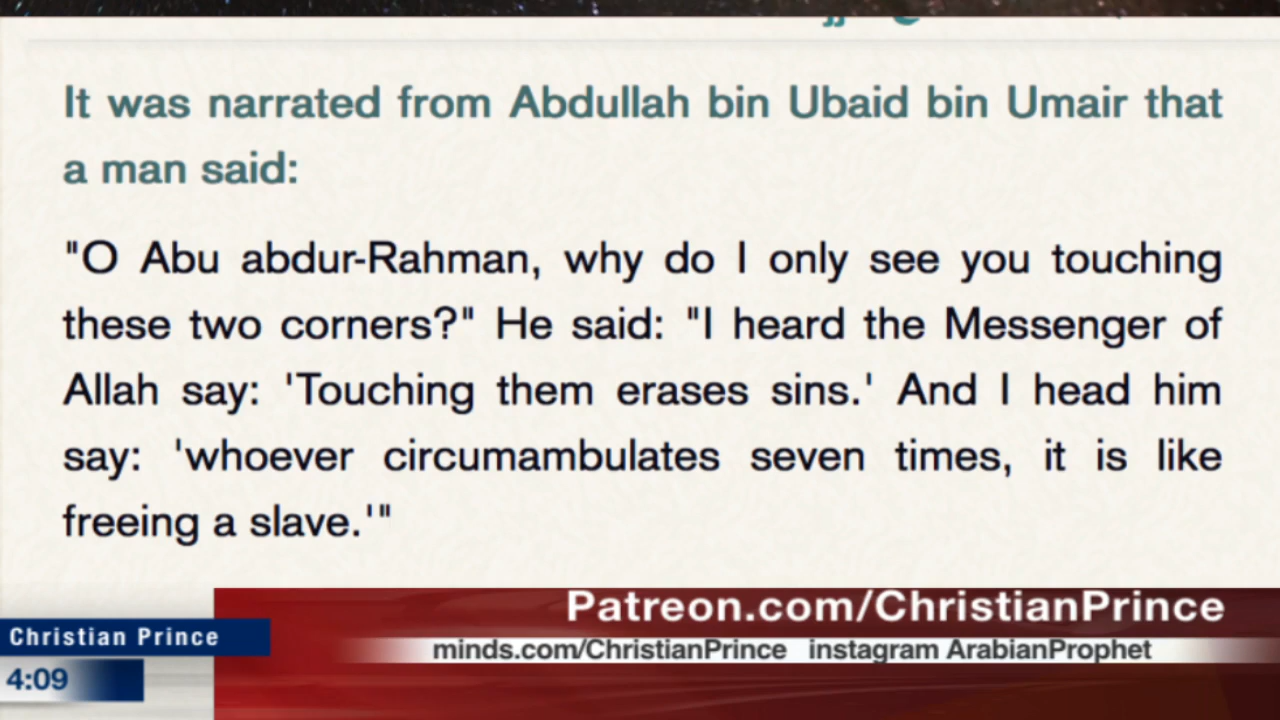 It was narrated from Abdullah bin Ubaid bin Umair that
a man said:
"O Abu abdur-Rahman, why do I only see you touching
these two corners?" He said: "I heard the Messenger of
Allah say: 'Touching them erases sins.' And I head him
say: 'whoever circumambulates seven times, it is like
freeing a slave.'"
Patreon.com/ChristianPrince
Christian Prince
minds.com/ChristianPrince instagram ArabianProphet
4:09